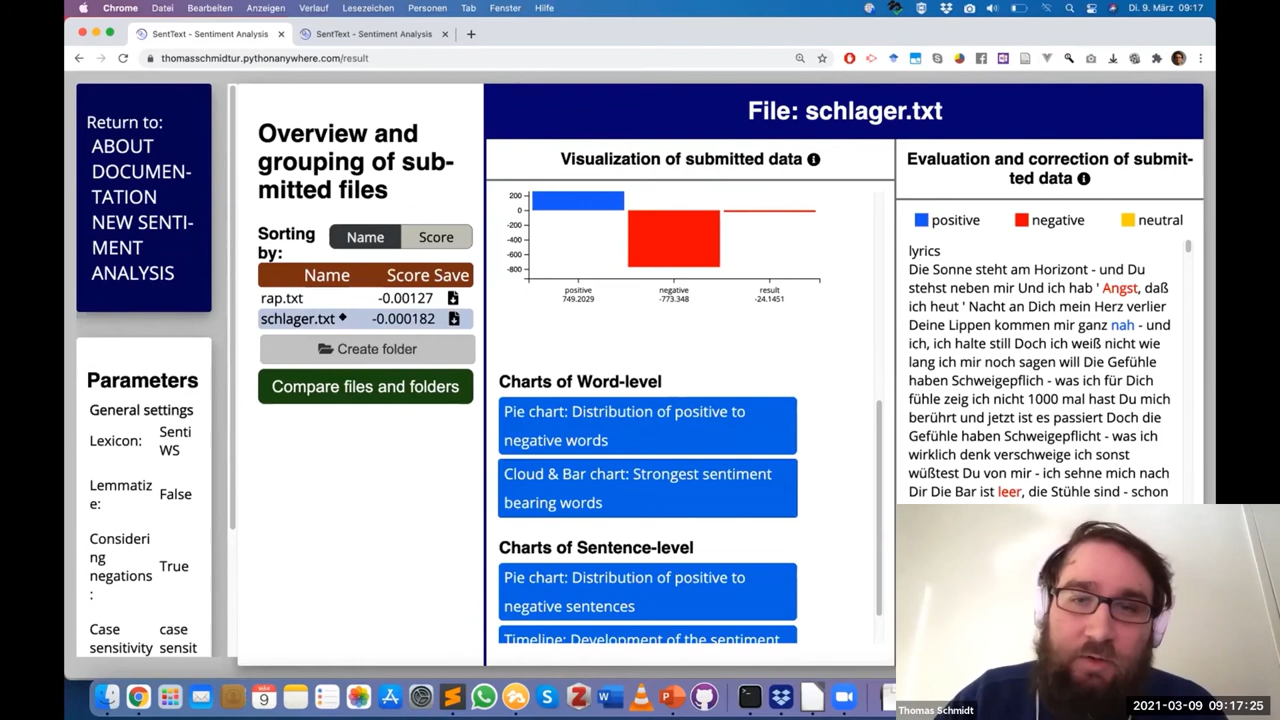 Chrome Datei Bearbeiten Anzeigen Verlauf Lesezeichen Personen Tab Fenster Hilfe Di. 9. März 09:17
SentText - Sentiment Analysis SentText - Sentiment Analysis
thomasschmidtur.pythonanywhere.com/result
Return to:
ABOUT
DOCUMEN-
TATION
NEW SENTI-
MENT
ANALYSIS
Parameters
General settings
Lexicon: Senti
WS
Lemmatiz
e: False
Consideri
ng
negations True
:
Case case
sensitivity sensit
Overview and
grouping of sub-
mitted files
Sorting
by: Name Score
Name Score Save
rap.txt -0.00127
schlager.txt -0.000182
Create folder
Compare files and folders
File: schlager.txt
Visualization of submitted data
200
0
-200
-400
-600
-800
positive negative result
749.2029 -773.348 -24.1451
Charts of Word-level
Pie chart: Distribution of positive to
negative words
Cloud & Bar chart: Strongest sentiment
bearing words
Charts of Sentence-level
Pie chart: Distribution of positive to
negative sentences
Timeline: Development of the sentiment
Evaluation and correction of submit-
ted data
positive negative neutral
lyrics
Die Sonne steht am Horizont - und Du
stehst neben mir Und ich hab ' Angst, daß
ich heut ' Nacht an Dich mein Herz verlier
Deine Lippen kommen mir ganz nah - und
ich, ich halte still Doch ich weiß nicht wie
lang ich mir noch sagen will Die Gefühle
haben Schweigepflich - was ich für Dich
fühle zeig ich nicht 1000 mal hast Du mich
berührt und jetzt ist es passiert Doch die
Gefühle haben Schweigepflicht - was ich
wirklich denk verschweige ich sonst
wüßtest Du von mir - ich sehne mich nach
Dir Die Bar ist leer, die Stühle sind - schon
Thomas Schmidt
2021-03-09 09:17:25